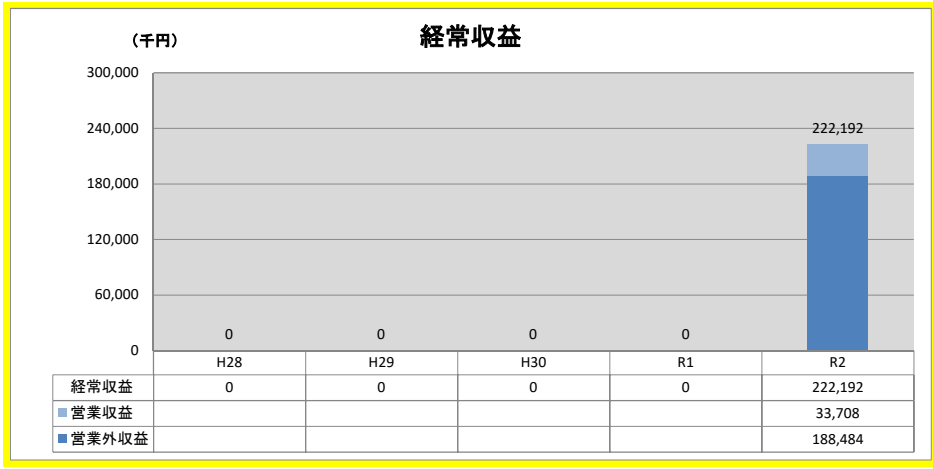 （千円）
経常収益
300,000
240,000
180,000
120,000
60,000
0
222,192
0 0 0 0
H28 H29 H30 R1 R2
経常収益 0 0 0 0 222,192
営業収益 33,708
営業外収益 188,484